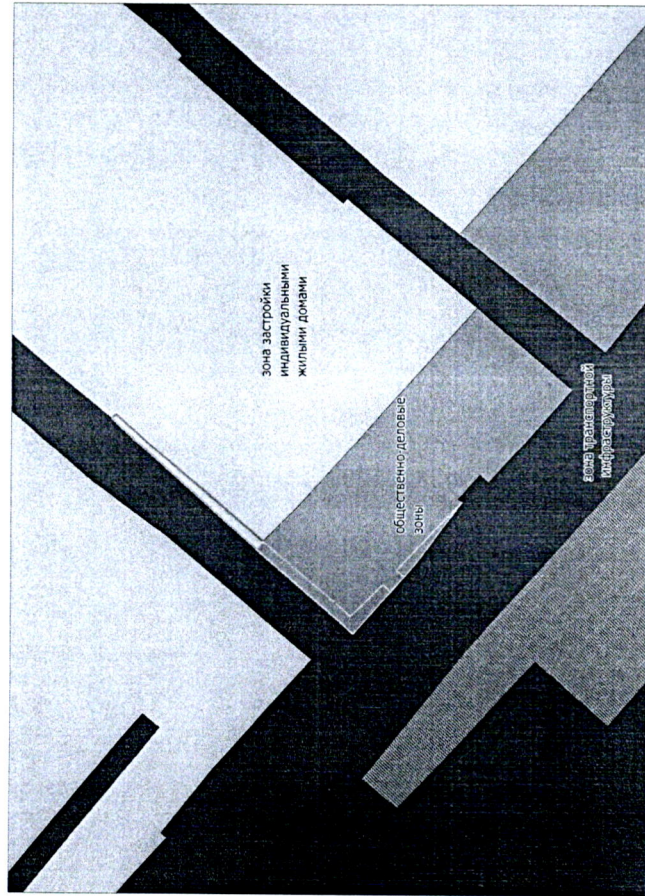 зона застройки
индивидуальными
жилыми домами
общественно-деловые
зоны
зона транспортной
инфраструктуры